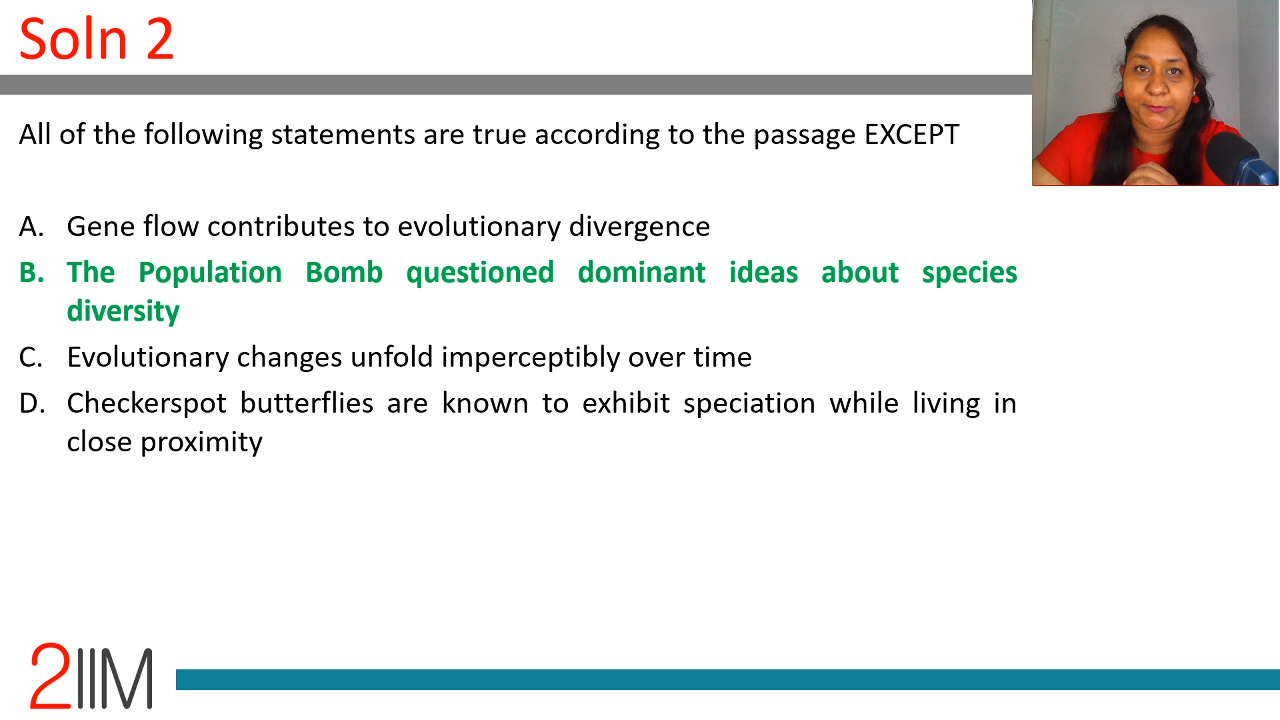 Soln 2
All of the following statements are true according to the passage EXCEPT
A. Gene flow contributes to evolutionary divergence
B. The Population Bomb questioned dominant ideas about species
diversity
C. Evolutionary changes unfold imperceptibly over time
D. Checkerspot butterflies are known to exhibit speciation while living in
close proximity
2IIM